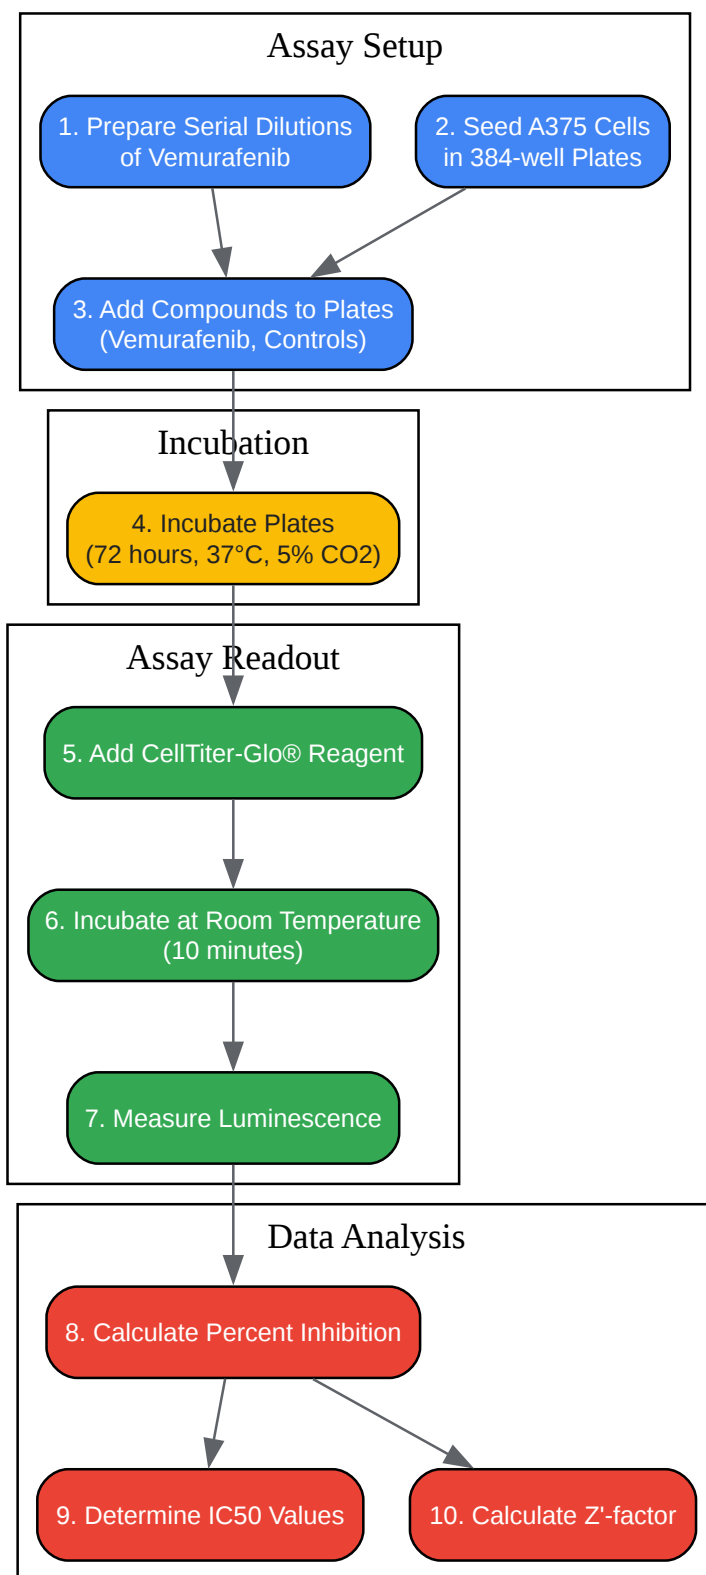 Assay Setup
1. Prepare Serial Dilutions
of Vemurafenib
2. Seed A375 Cells
in 384-well Plates
3. Add Compounds to Plates
(Vemurafenib, Controls)
Incubation
4. Incubate Plates
(72 hours, 37°C, 5% CO2)
Assay Readout
5. Add CellTiter-Glo® Reagent
6. Incubate at Room Temperature
(10 minutes)
7. Measure Luminescence
Data Analysis
8. Calculate Percent Inhibition
9. Determine IC50 Values
10. Calculate Z'-factor